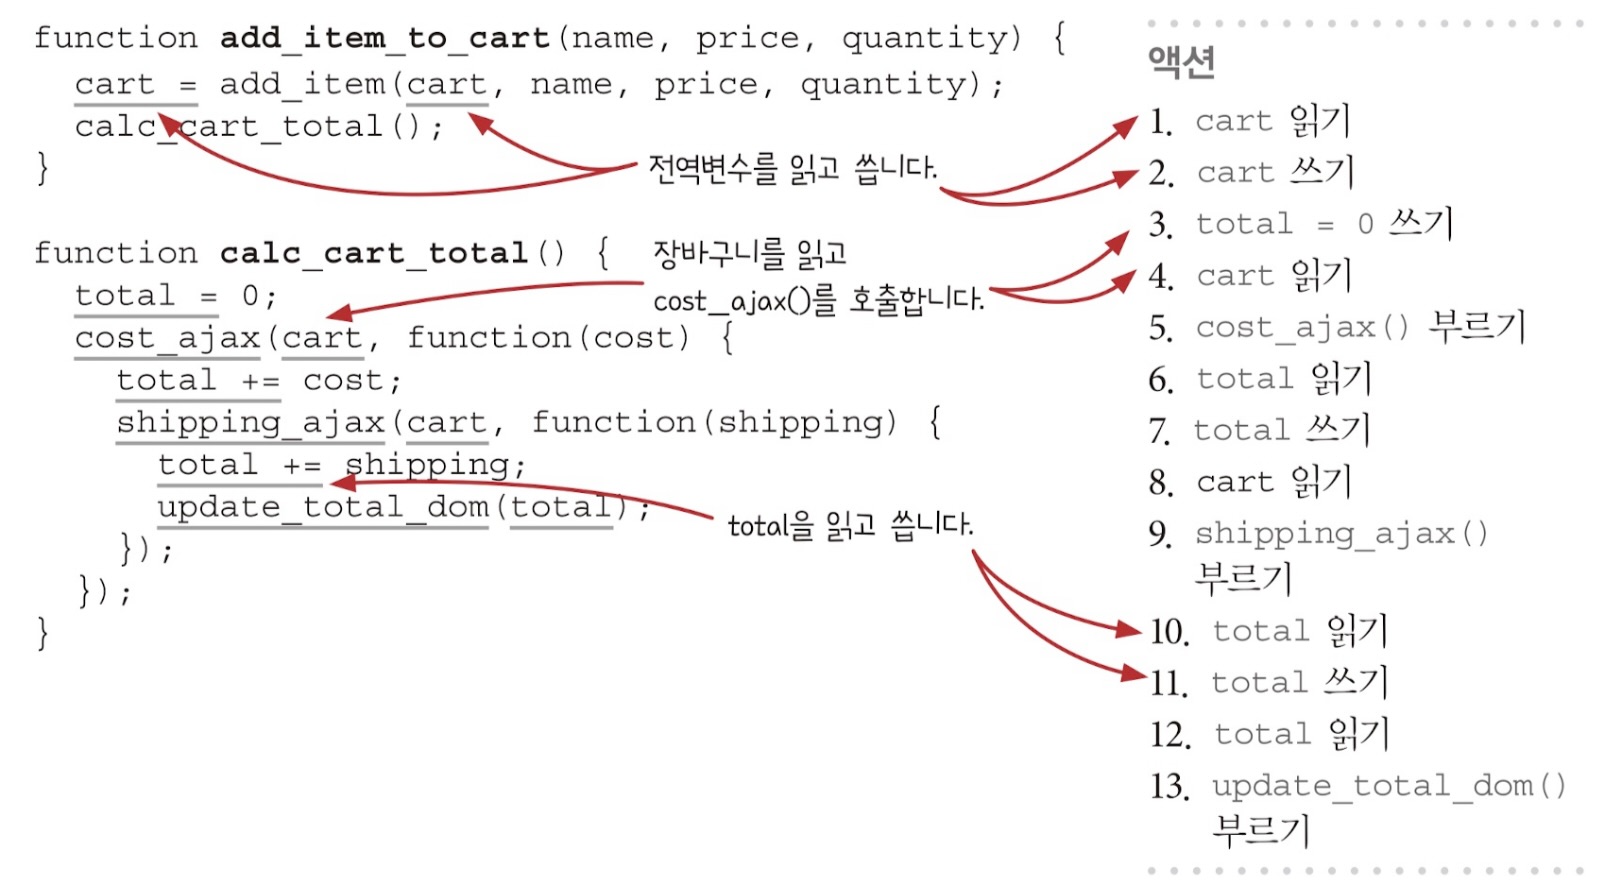 function add_item_to_cart(name, price, quantity) {
  cart = add_item(cart, name, price, quantity);
  calc_cart_total();
}
전역변수를 읽고 씁니다.
function calc_cart_total() {
  total = 0;
  cost_ajax(cart, function(cost) {
    total += cost;
    shipping_ajax(cart, function(shipping) {
      total += shipping;
      update_total_dom(total);
    });
  });
}
장바구니를 읽고
cost_ajax()를 호출합니다.
total을 읽고 씁니다.
액션
1. cart 읽기
2. cart 쓰기
3. total = 0 쓰기
4. cart 읽기
5. cost_ajax() 부르기
6. total 읽기
7. total 쓰기
8. cart 읽기
9. shipping_ajax()
부르기
10. total 읽기
11. total 쓰기
12. total 읽기
13. update_total_dom()
부르기